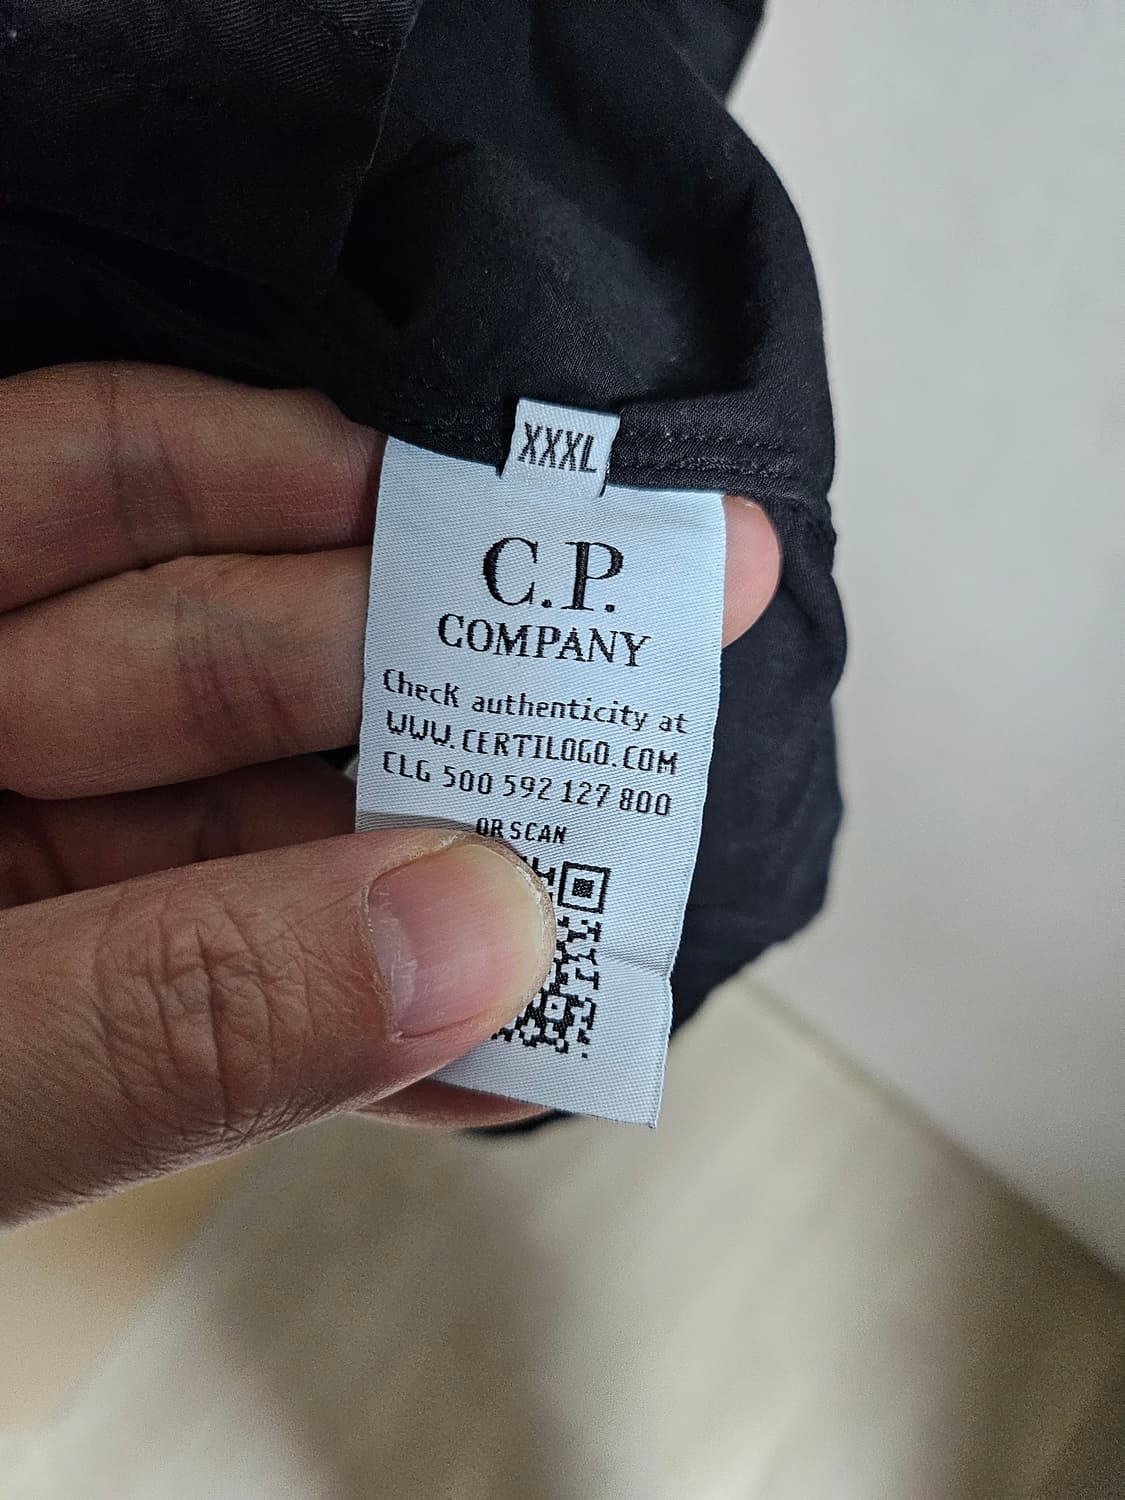 XXXL
C.P.
COMPANY
Check authenticity at
WWW.CERTILOGO.COM
CLG 500 592 127 800
OR SCAN